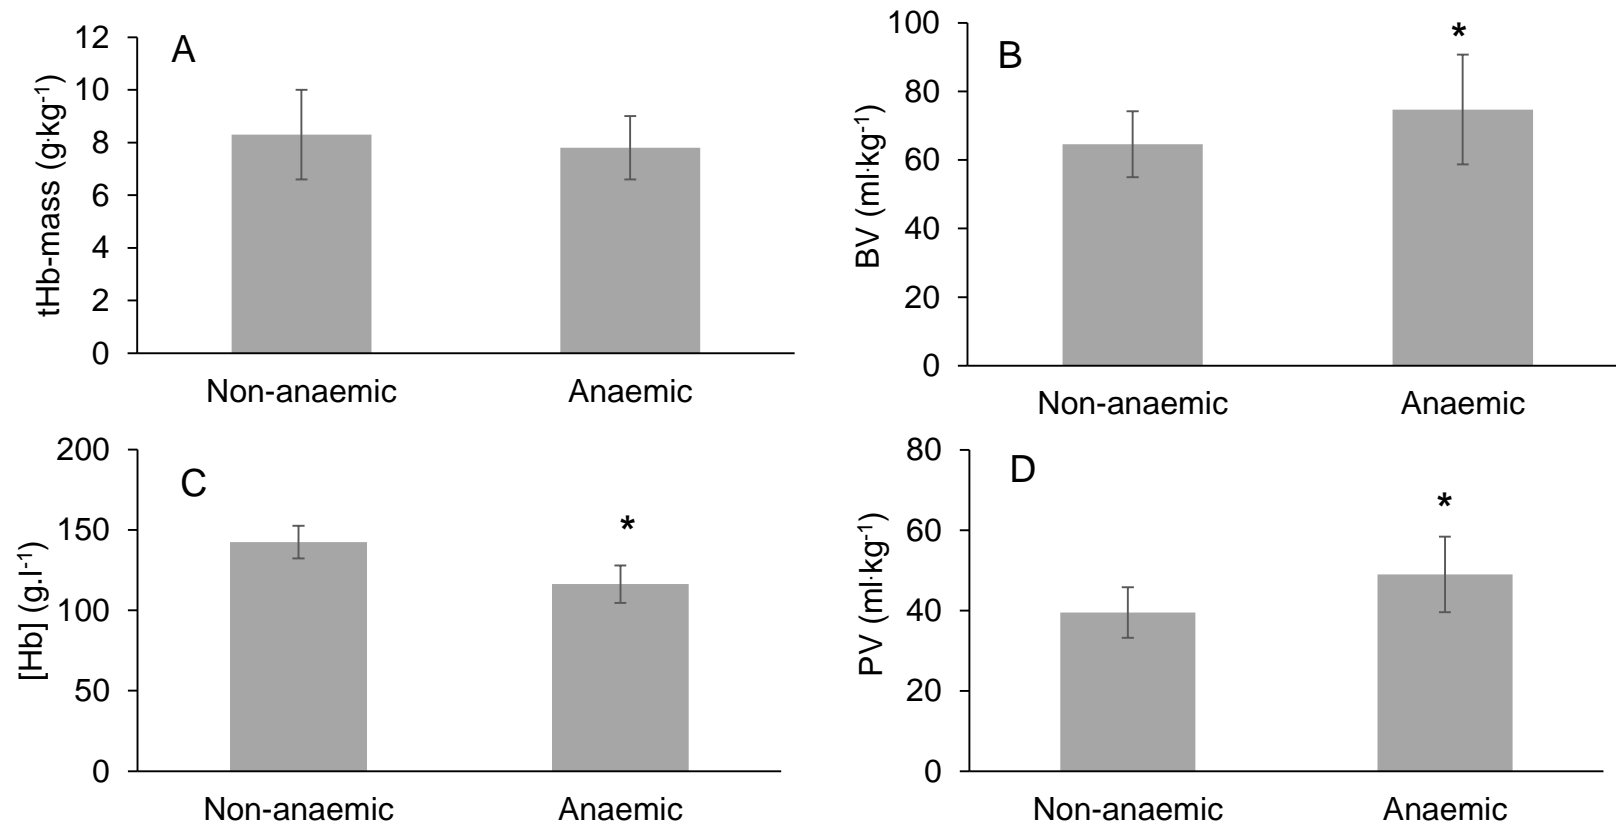 A
tHb-mass (g·kg⁻¹)
12
10
8
6
4
2
0
Non-anaemic Anaemic
B
*
BV (ml·kg⁻¹)
100
80
60
40
20
0
Non-anaemic Anaemic
C
*
[Hb] (g.l⁻¹)
200
150
100
50
0
Non-anaemic Anaemic
D
*
PV (ml·kg⁻¹)
80
60
40
20
0
Non-anaemic Anaemic